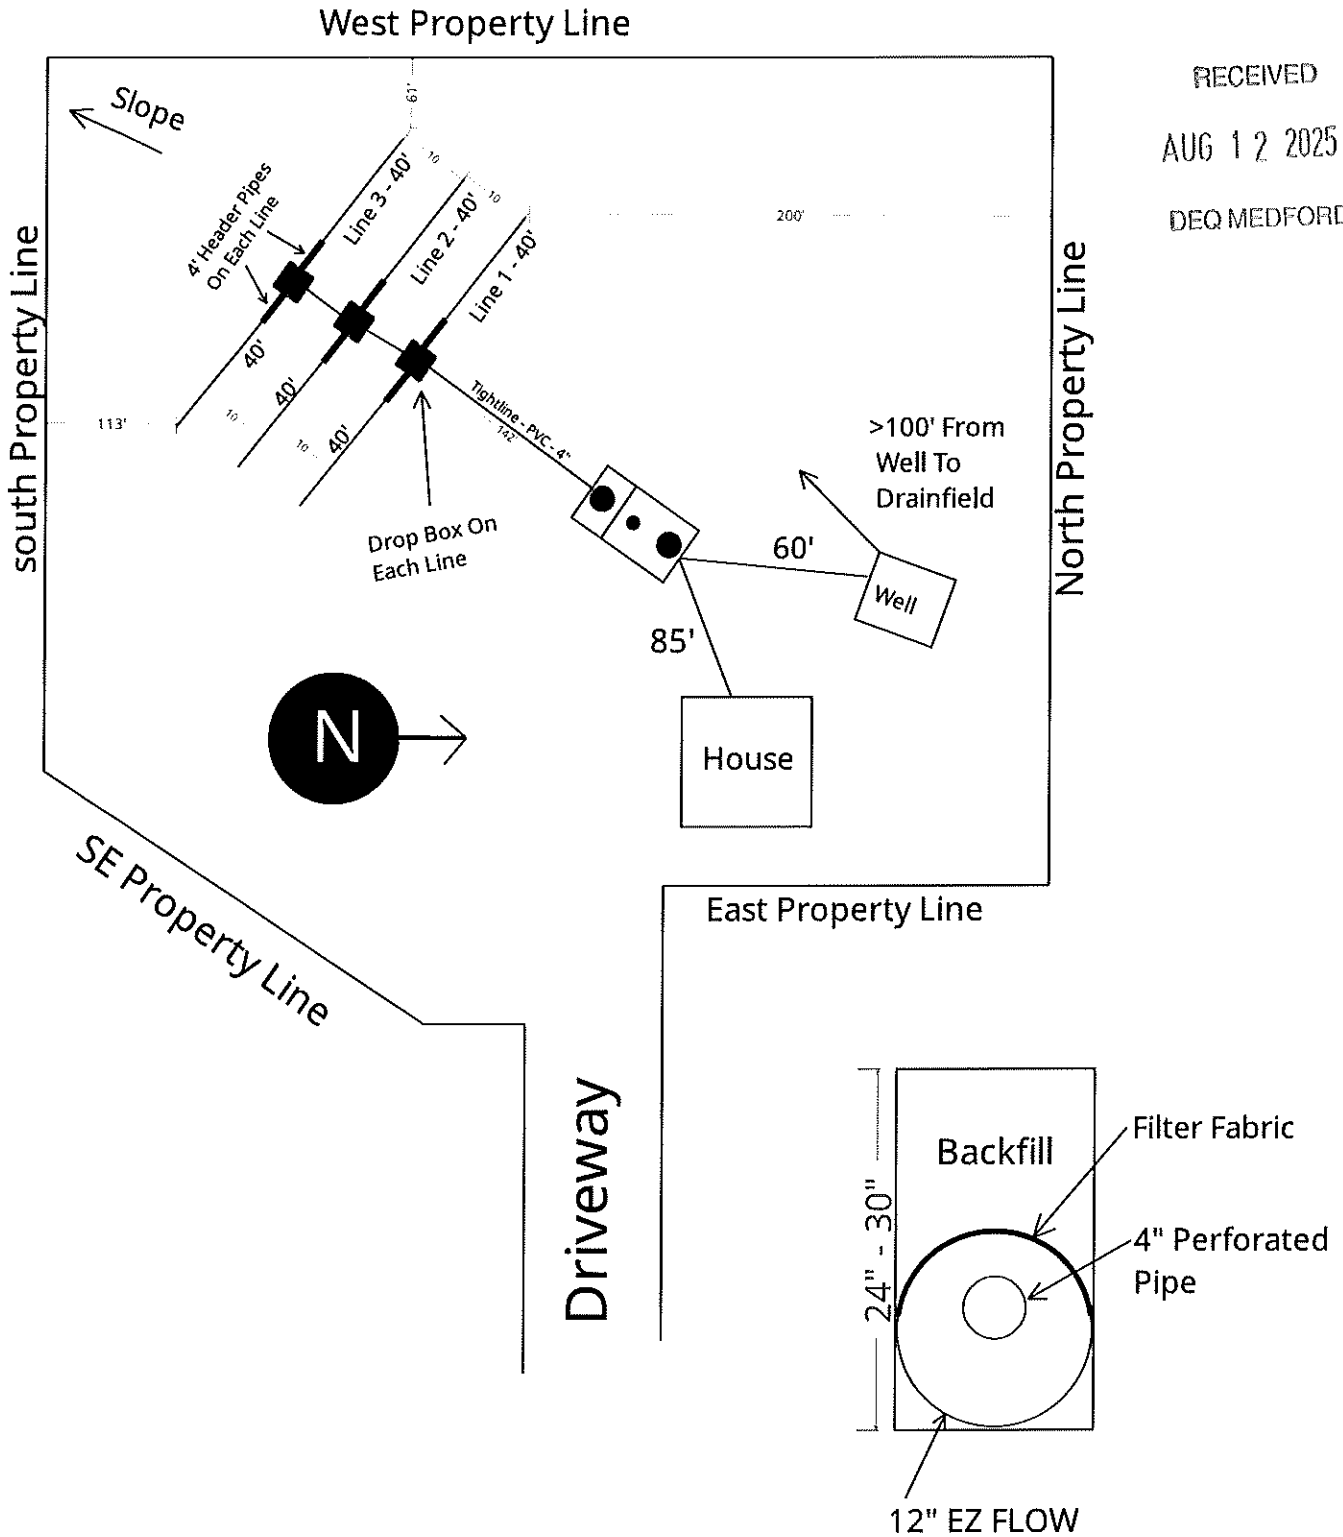 West Property Line
RECEIVED
AUG 12 2025
DEQ MEDFORD
Slope
61'
4' Header Pipes
On Each Line
Line 3 - 40'
Line 2 - 40'
Line 1 - 40'
10
10
200'
south Property Line
North Property Line
40'
40'
40'
10
10
113'
Tightline - PVC - 4"
142
Drop Box On
Each Line
>100' From
Well To
Drainfield
60'
Well
85'
House
N
SE Property Line
East Property Line
Driveway
Backfill
24" - 30"
Filter Fabric
4" Perforated
Pipe
12" EZ FLOW